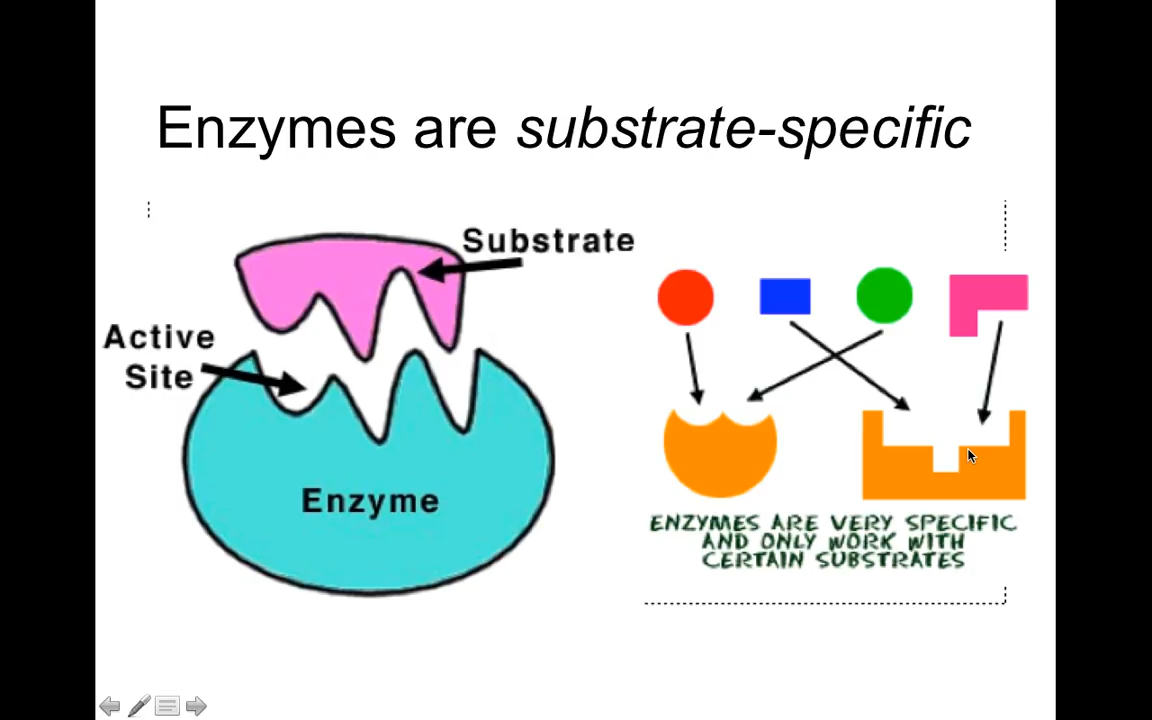 Enzymes are substrate-specific
Substrate
Active
Site
Enzyme
ENZYMES ARE VERY SPECIFIC
AND ONLY WORK WITH
CERTAIN SUBSTRATES